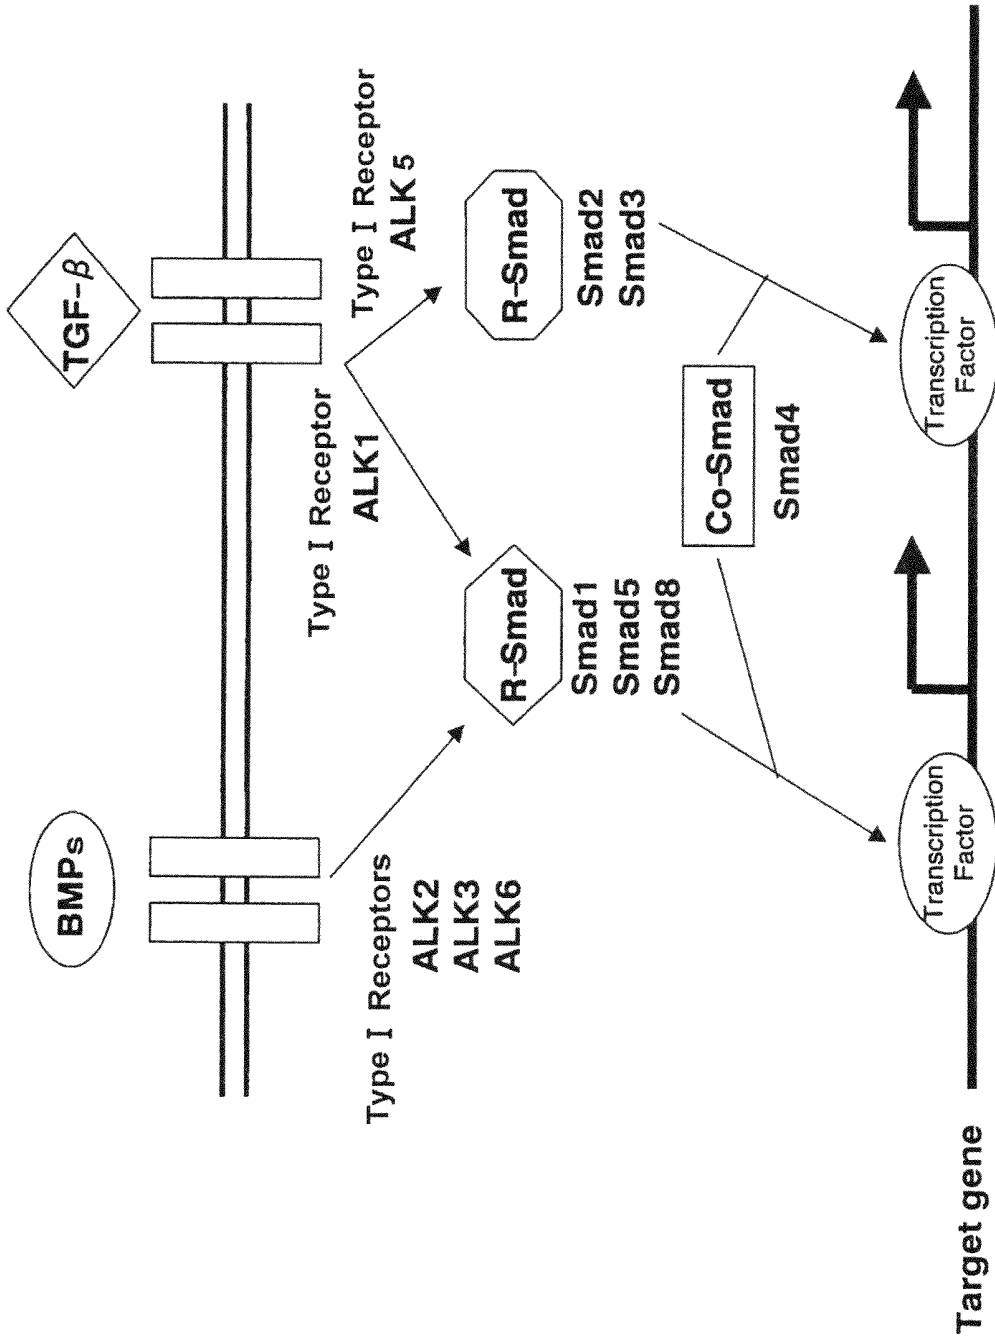 BMPs
TGF-β
Type I Receptors
ALK2
ALK3
ALK6
Type I Receptor
ALK1
Type I Receptor
ALK 5
R-Smad
Smad1
Smad5
Smad8
R-Smad
Smad2
Smad3
Co-Smad
Smad4
Transcription
Factor
Transcription
Factor
Target gene